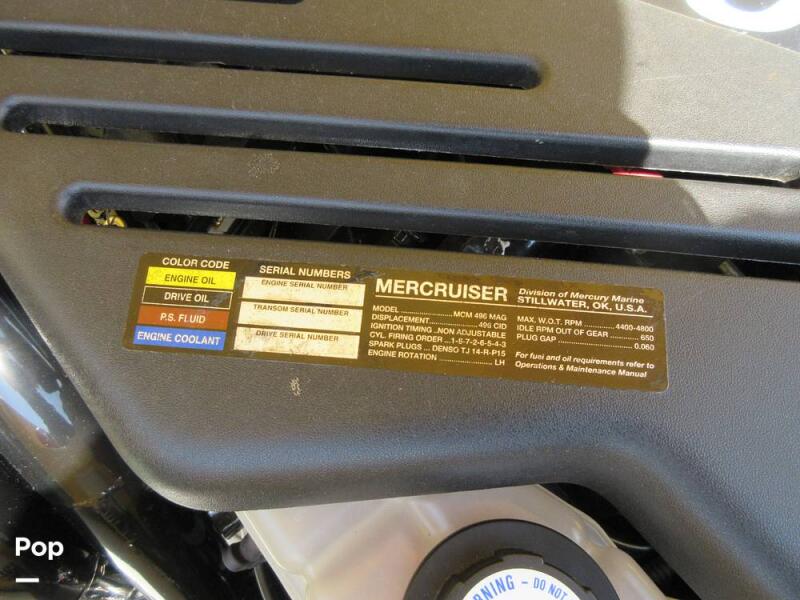 COLOR CODE
ENGINE OIL
DRIVE OIL
P.S. FLUID
ENGINE COOLANT
SERIAL NUMBERS
ENGINE SERIAL NUMBER
TRANSOM SERIAL NUMBER
DRIVE SERIAL NUMBER
MERCRUISER
MODEL ..................... MCM 496 MAG
DISPLACEMENT .................... 496 CID
IGNITION TIMING ..NON ADJUSTABLE
CYL. FIRING ORDER ...1-8-7-2-6-5-4-3
SPARK PLUGS ... DENSO TJ 14-R-P15
ENGINE ROTATION ..................... LH
Division of Mercury Marine
STILLWATER, OK, U.S.A.
MAX. W.O.T. RPM ........... 4400-4800
IDLE RPM OUT OF GEAR ........... 650
PLUG GAP ........................... 0.060
For fuel and oil requirements refer to
Operations & Maintenance Manual
WARNING - DO NOT
Pop